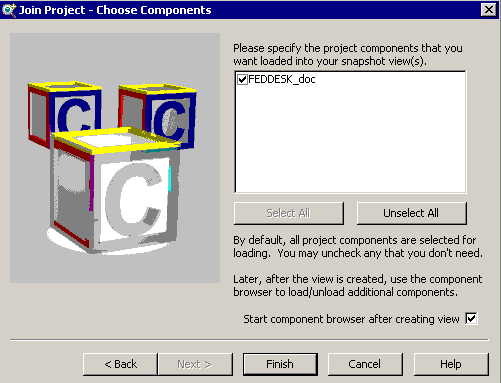 Join Project - Choose Components
Please specify the project components that you
want loaded into your snapshot view(s).
FEDDESK_doc
Select All
Unselect All
By default, all project components are selected for
loading. You may uncheck any that you don't need.
Later, after the view is created, use the component
browser to load/unload additional components.
Start component browser after creating view
C
C
C
< Back
Next >
Finish
Cancel
Help